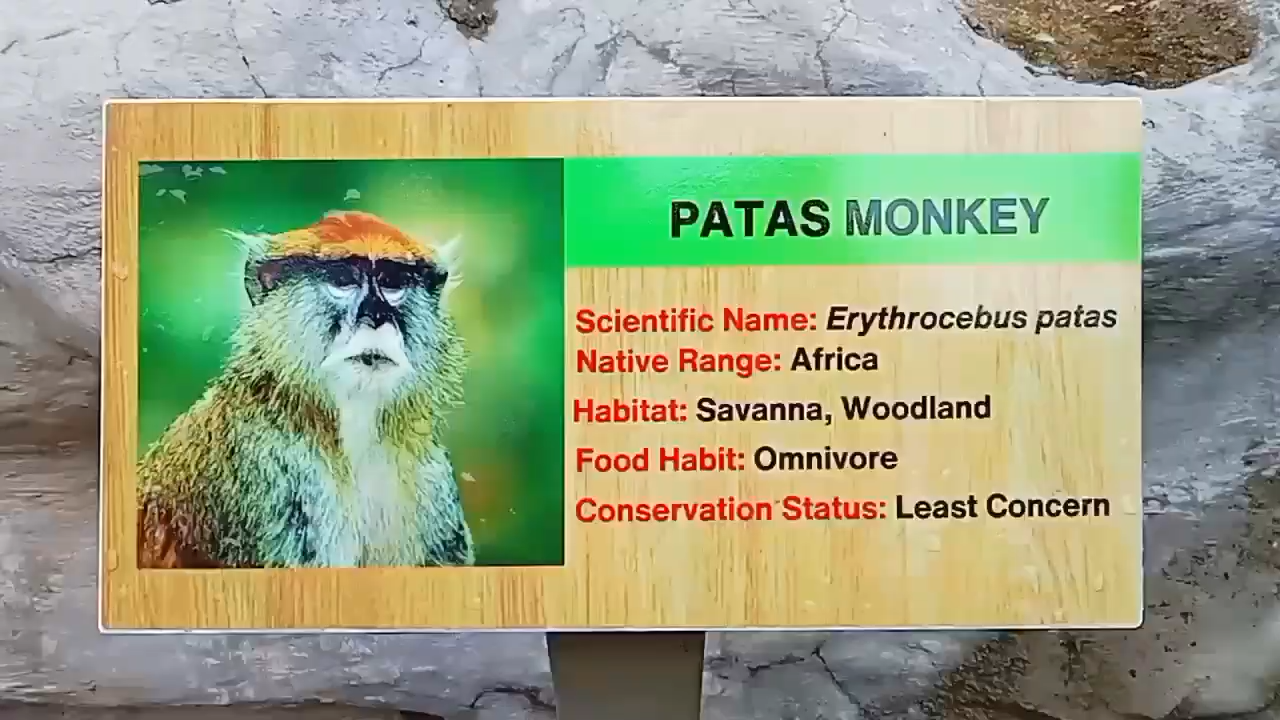 PATAS MONKEY
Scientific Name: Erythrocebus patas
Native Range: Africa
Habitat: Savanna, Woodland
Food Habit: Omnivore
Conservation Status: Least Concern